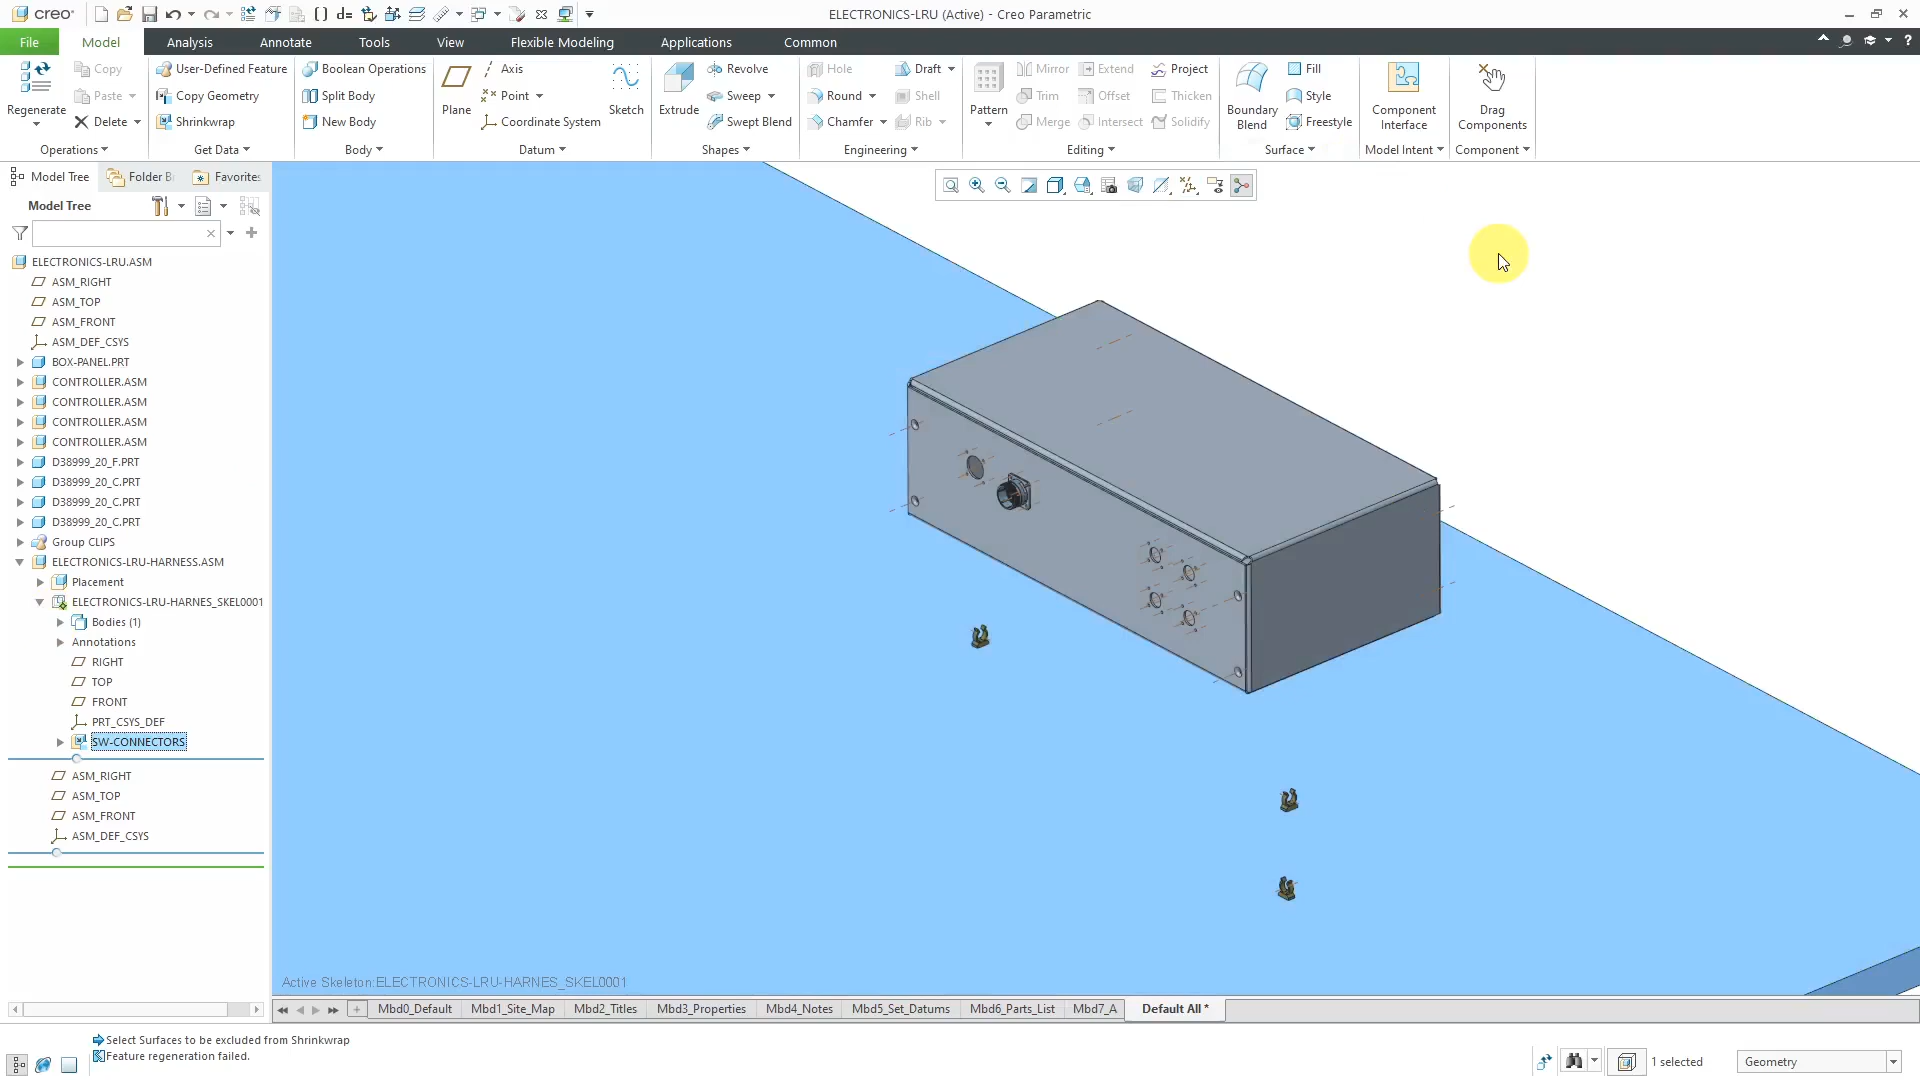 creo
ELECTRONICS-LRU (Active) - Creo Parametric
File
Model
Analysis
Annotate
Tools
View
Flexible Modeling
Applications
Common
Regenerate
Copy
Paste
Delete
Operations
User-Defined Feature
Copy Geometry
Shrinkwrap
Get Data
Boolean Operations
Split Body
New Body
Body
Plane
Axis
Point
Coordinate System
Sketch
Datum
Extrude
Revolve
Sweep
Swept Blend
Shapes
Hole
Round
Chamfer
Draft
Shell
Rib
Engineering
Pattern
Mirror
Trim
Merge
Extend
Offset
Intersect
Project
Thicken
Solidify
Editing
Boundary
Blend
Fill
Style
Freestyle
Surface
Component
Interface
Model Intent
Drag
Components
Component
Model Tree
Folder B
Favorites
Model Tree
ELECTRONICS-LRU.ASM
ASM_RIGHT
ASM_TOP
ASM_FRONT
ASM_DEF_CSYS
BOX-PANEL.PRT
CONTROLLER.ASM
CONTROLLER.ASM
CONTROLLER.ASM
CONTROLLER.ASM
D38999_20_F.PRT
D38999_20_C.PRT
D38999_20_C.PRT
D38999_20_C.PRT
Group CLIPS
ELECTRONICS-LRU-HARNESS.ASM
Placement
ELECTRONICS-LRU-HARNES_SKEL0001
Bodies (1)
Annotations
RIGHT
TOP
FRONT
PRT_CSYS_DEF
SW-CONNECTORS
ASM_RIGHT
ASM_TOP
ASM_FRONT
ASM_DEF_CSYS
Active Skeleton:ELECTRONICS-LRU-HARNES_SKEL0001
Mbd0_Default
Mbd1_Site_Map
Mbd2_Titles
Mbd3_Properties
Mbd4_Notes
Mbd5_Set_Datums
Mbd6_Parts_List
Mbd7_A
Default All *
Select Surfaces to be excluded from Shrinkwrap
Feature regeneration failed.
1 selected
Geometry